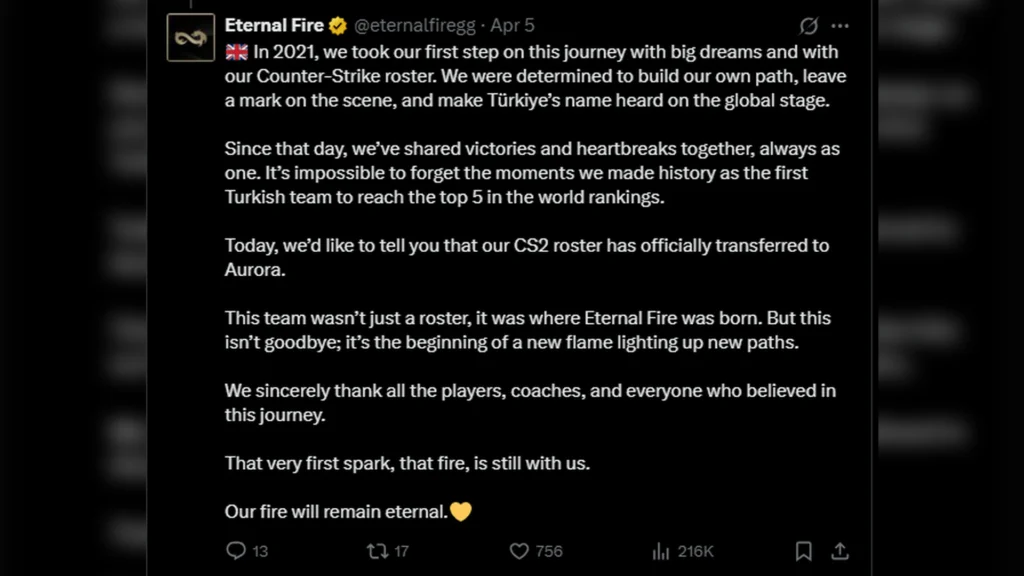 Eternal Fire @eternalfiregg · Apr 5
🇬🇧 In 2021, we took our first step on this journey with big dreams and with
our Counter-Strike roster. We were determined to build our own path, leave
a mark on the scene, and make Türkiye’s name heard on the global stage.
Since that day, we’ve shared victories and heartbreaks together, always as
one. It’s impossible to forget the moments we made history as the first
Turkish team to reach the top 5 in the world rankings.
Today, we’d like to tell you that our CS2 roster has officially transferred to
Aurora.
This team wasn’t just a roster, it was where Eternal Fire was born. But this
isn’t goodbye; it’s the beginning of a new flame lighting up new paths.
We sincerely thank all the players, coaches, and everyone who believed in
this journey.
That very first spark, that fire, is still with us.
Our fire will remain eternal.💛
13 17 756 216K